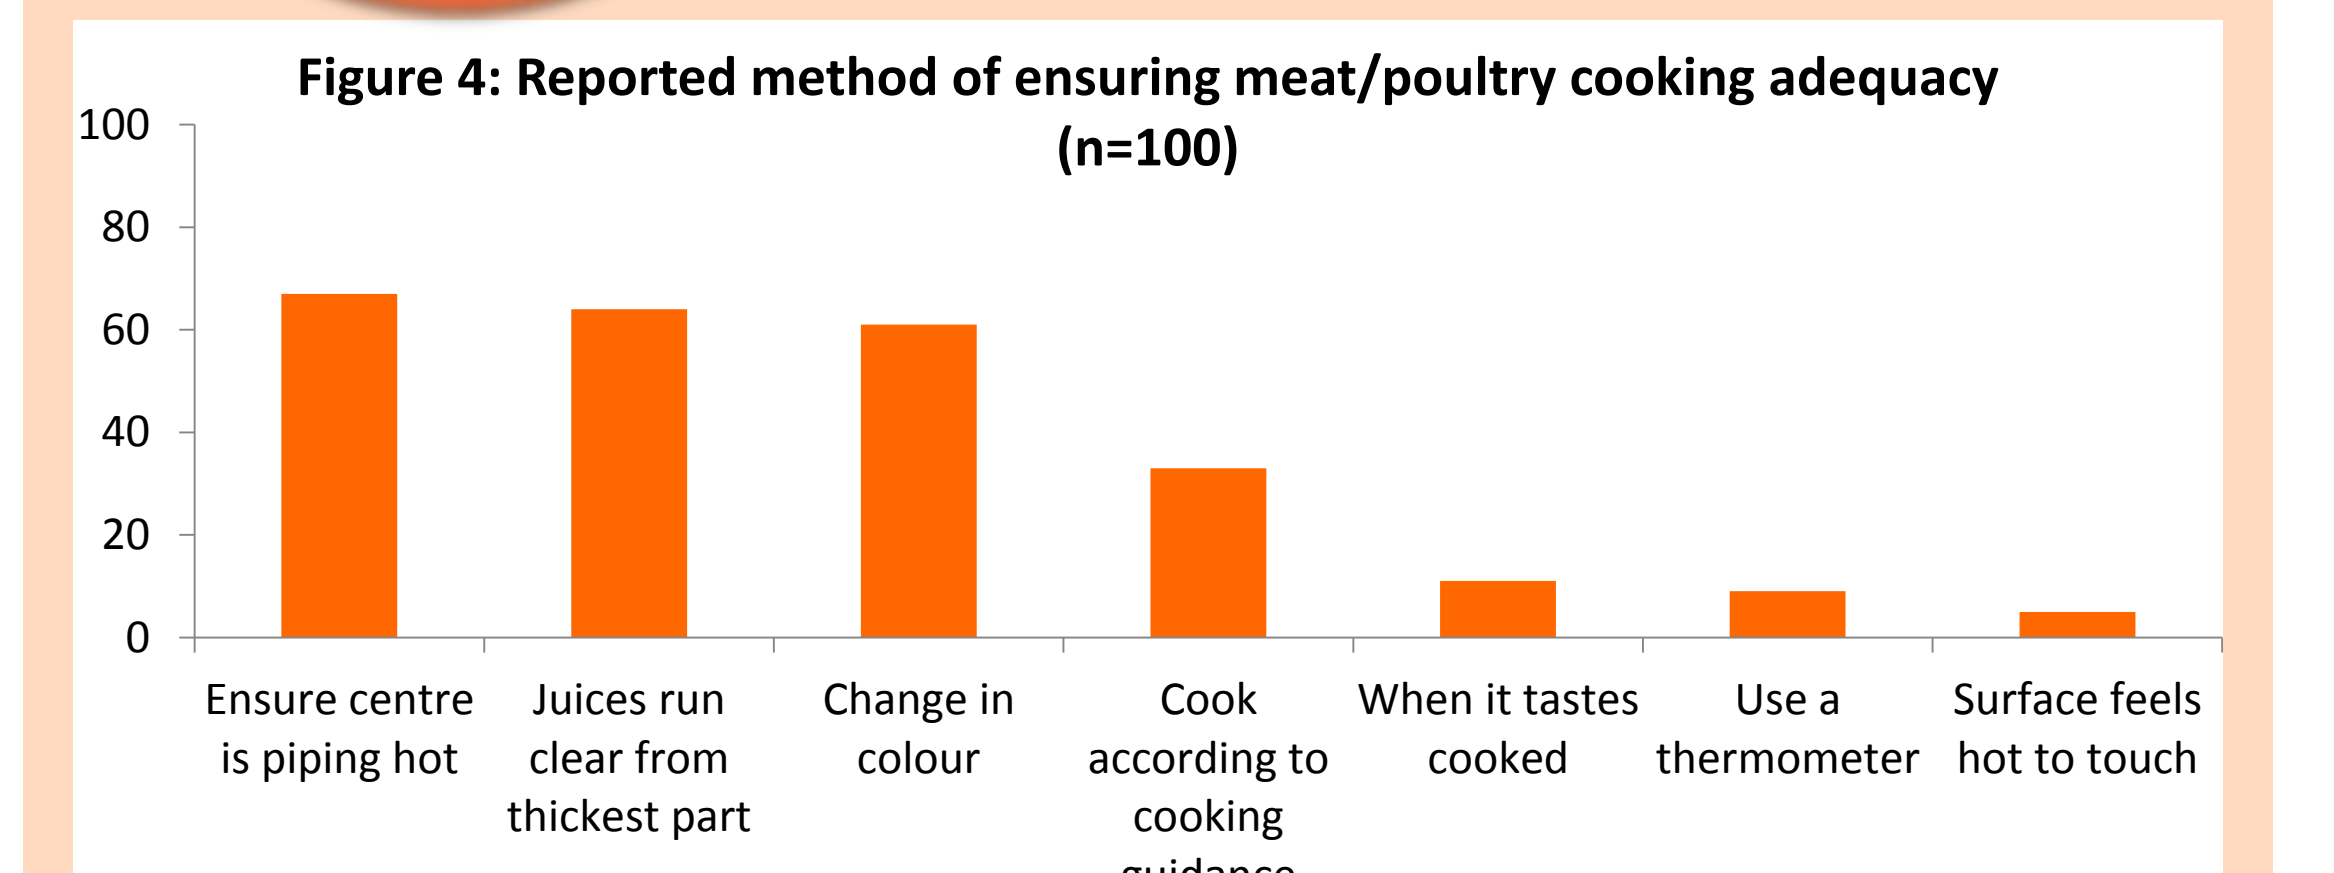 Figure 4: Reported method of ensuring meat/poultry cooking adequacy
(n=100)
100
80
60
40
20
0
Ensure centre
is piping hot
Juices run
clear from
thickest part
Change in
colour
Cook
according to
cooking
guidance
When it tastes
cooked
Use a
thermometer
Surface feels
hot to touch